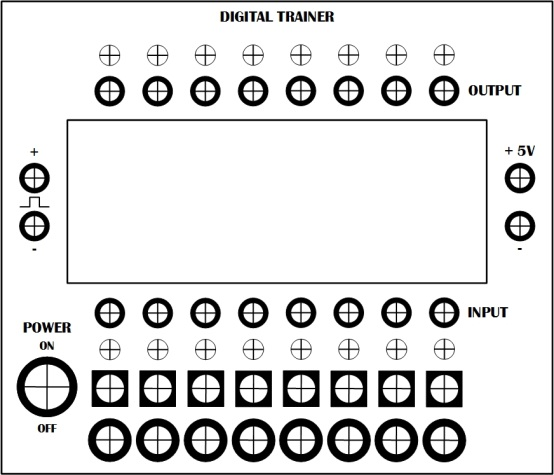 DIGITAL TRAINER
OUTPUT
+
+ 5V
-
-
INPUT
POWER
ON
OFF